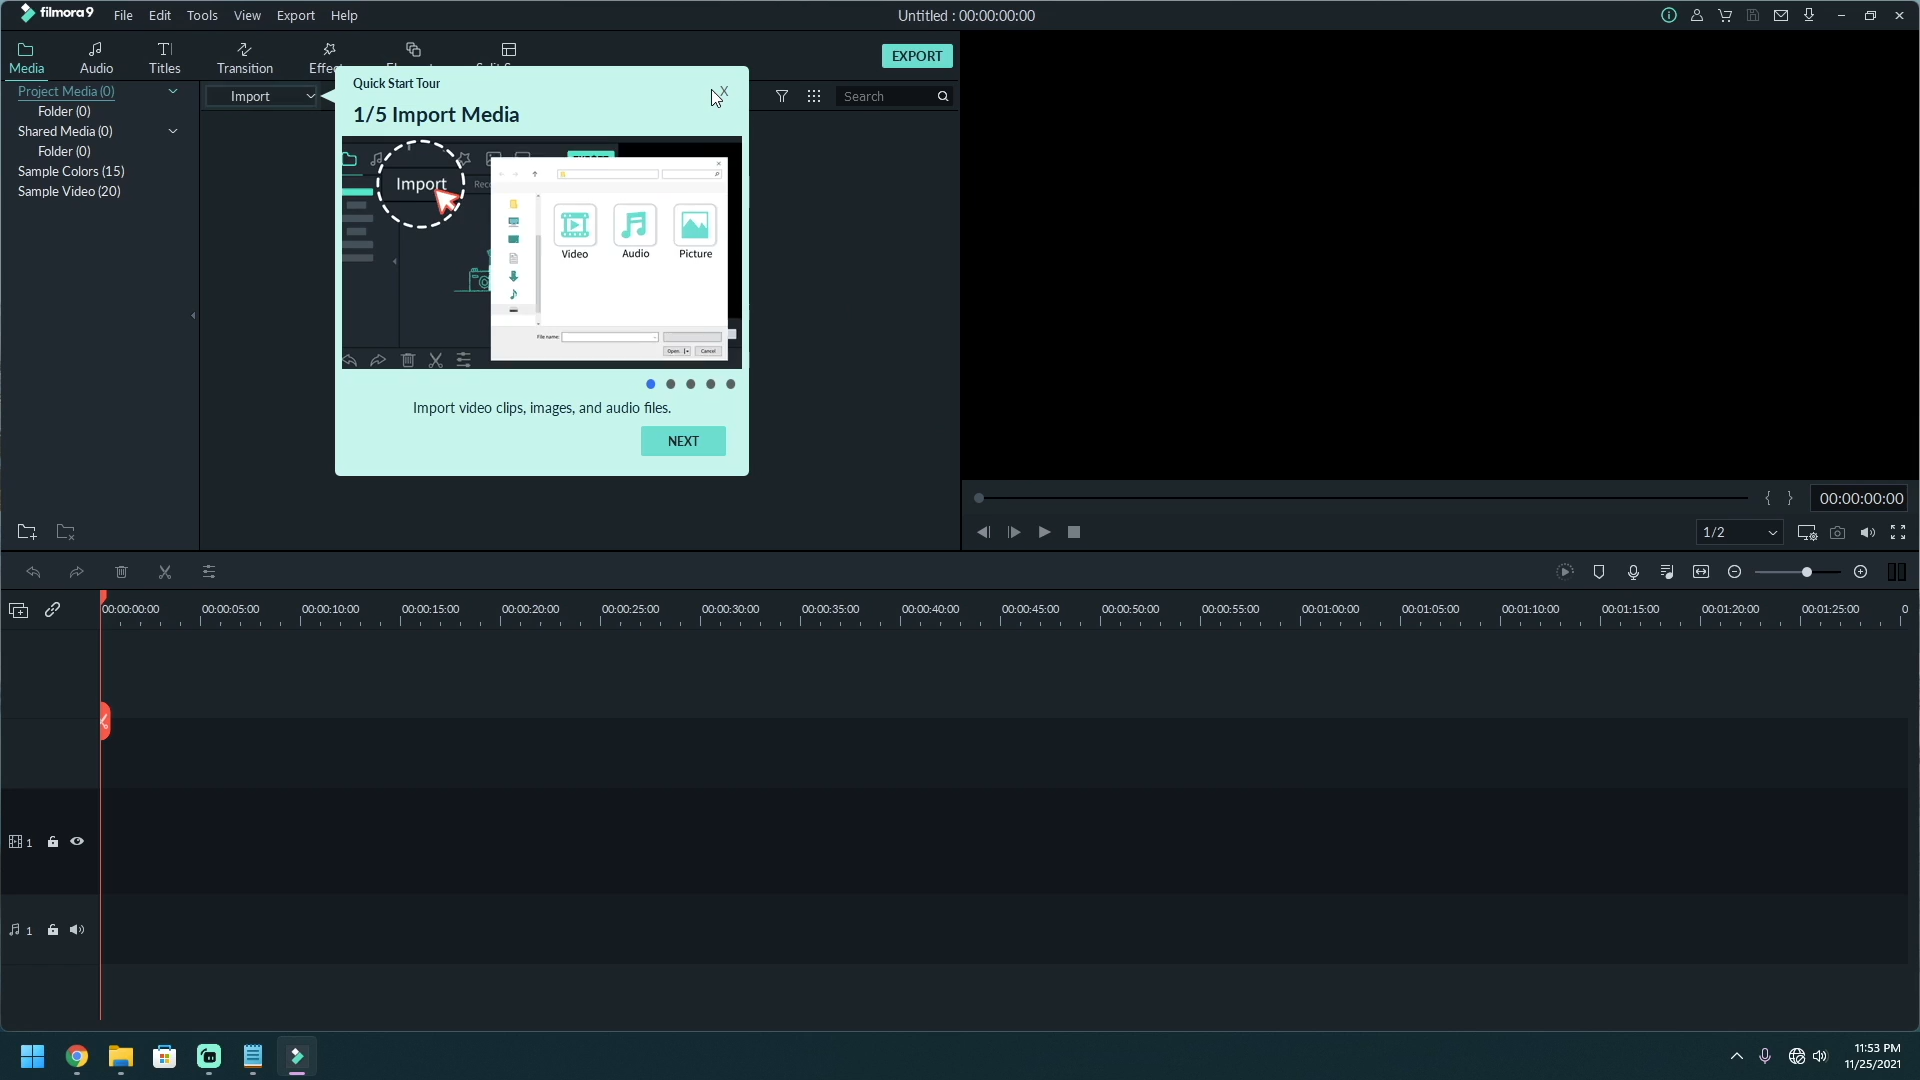 filmora9 File Edit Tools View Export Help Untitled : 00:00:00:00
Media Audio Titles Transition EXPORT
Project Media (0)
Folder (0)
Shared Media (0)
Folder (0)
Sample Colors (15)
Sample Video (20)
Import
Search
Quick Start Tour
X
1/5 Import Media
Import
Video Audio Picture
File name:
Open Cancel
Import video clips, images, and audio files.
NEXT
{ } 00:00:00:00
1/2
00:00:00:00 00:00:05:00 00:00:10:00 00:00:15:00 00:00:20:00 00:00:25:00 00:00:30:00 00:00:35:00 00:00:40:00 00:00:45:00 00:00:50:00 00:00:55:00 00:01:00:00 00:01:05:00 00:01:10:00 00:01:15:00 00:01:20:00 00:01:25:00 0
1
1
11:53 PM
11/25/2021